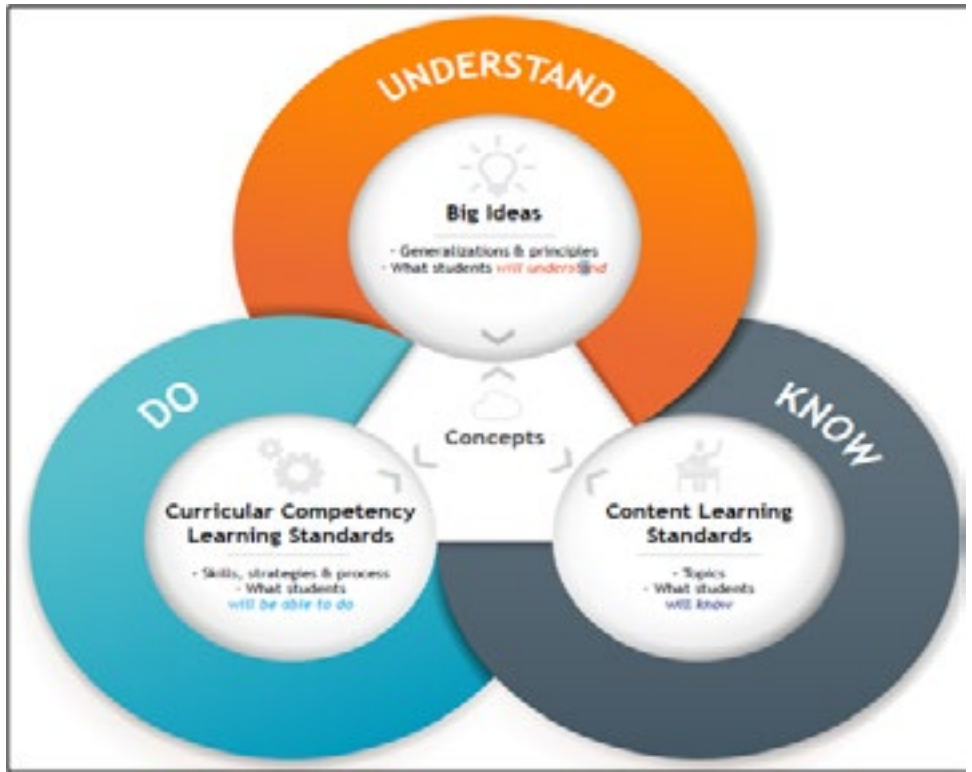 UNDERSTAND
Big Ideas
- Generalizations & principles
- What students will understand
DO
Concepts
KNOW
Curricular Competency
Learning Standards
- Skills, strategies & process
- What students
will be able to do
Content Learning
Standards
- Topics
- What students
will know